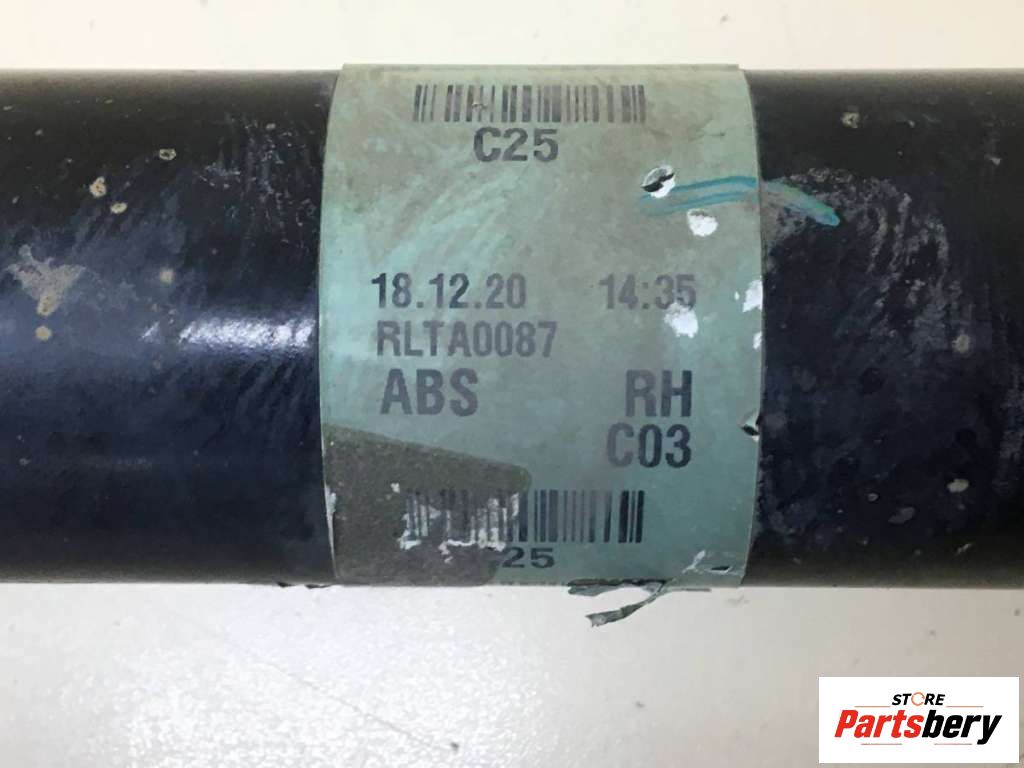 C25
18.12.20 14:35
RLTA0087
ABS RH
C03
25
STORE
Partsbery